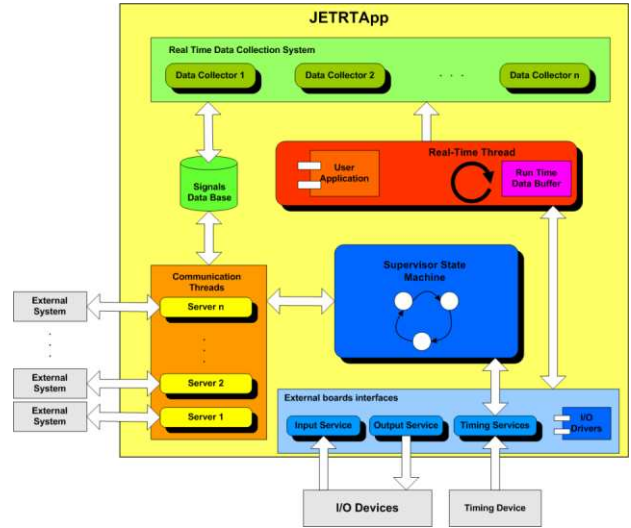 JETRTApp
Real Time Data Collection System
Data Collector 1
Data Collector 2
. . .
Data Collector n
Real-Time Thread
User
Application
Run Time
Data Buffer
Signals
Data Base
Supervisor State
Machine
Communication
Threads
Server n
.
.
.
Server 2
Server 1
External
System
.
.
.
External
System
External
System
External boards interfaces
Input Service
Output Service
Timing Services
I/O
Drivers
I/O Devices
Timing Device